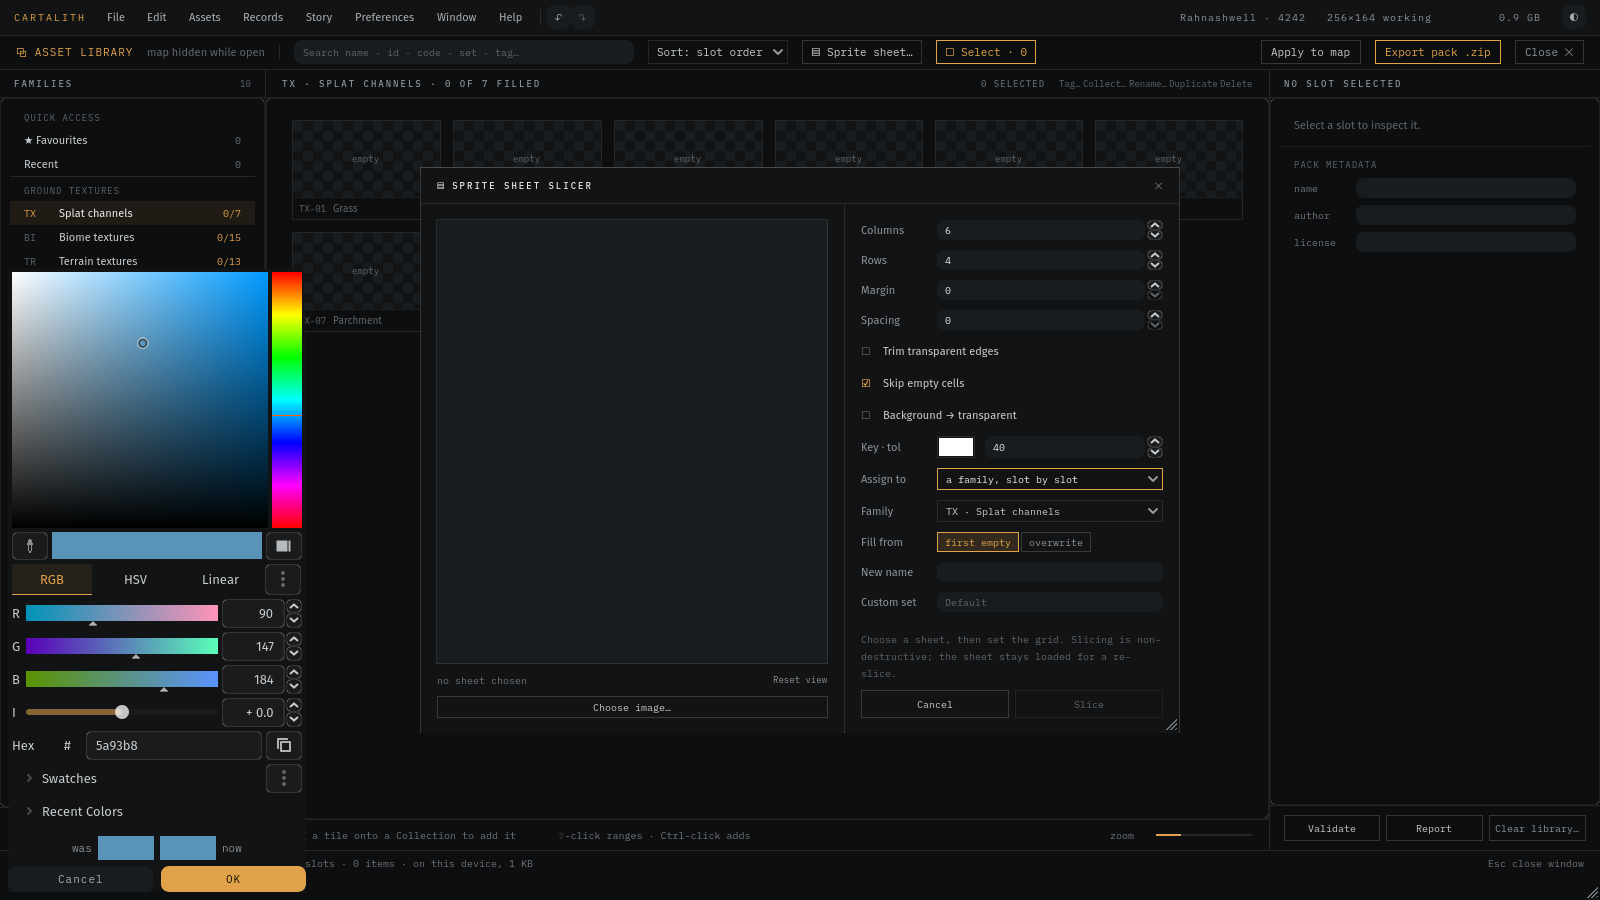 CARTALITH File Edit Assets Records Story Preferences Window Help Rahnashwell · 4242 256×164 working 0.9 GB
ASSET LIBRARY map hidden while open Search name · id · code · set · tag… Sort: slot order Sprite sheet… Select · 0 Apply to map Export pack .zip Close ×
FAMILIES 10 TX · SPLAT CHANNELS · 0 OF 7 FILLED 0 SELECTED Tag… Collect… Rename… Duplicate Delete NO SLOT SELECTED
QUICK ACCESS
★ Favourites 0
Recent 0
GROUND TEXTURES
TX Splat channels 0/7
BI Biome textures 0/15
TR Terrain textures 0/13
empty empty empty empty empty empty
TX-01 Grass
empty
X-07 Parchment
Select a slot to inspect it.
PACK METADATA
name
author
license
SPRITE SHEET SLICER ×
Columns 6
Rows 4
Margin 0
Spacing 0
Trim transparent edges
Skip empty cells
Background → transparent
Key · tol 40
Assign to a family, slot by slot
Family TX · Splat channels
Fill from first empty overwrite
New name
Custom set Default
Choose a sheet, then set the grid. Slicing is non-
destructive; the sheet stays loaded for a re-
slice.
no sheet chosen Reset view
Choose image…
Cancel Slice
RGB HSV Linear
R 90
G 147
B 184
I + 0.0
Hex # 5a93b8
Swatches
Recent Colors
was now
Cancel OK
a tile onto a Collection to add it ⇧-click ranges · Ctrl-click adds zoom
Validate Report Clear library…
slots · 0 items · on this device, 1 KB Esc close window